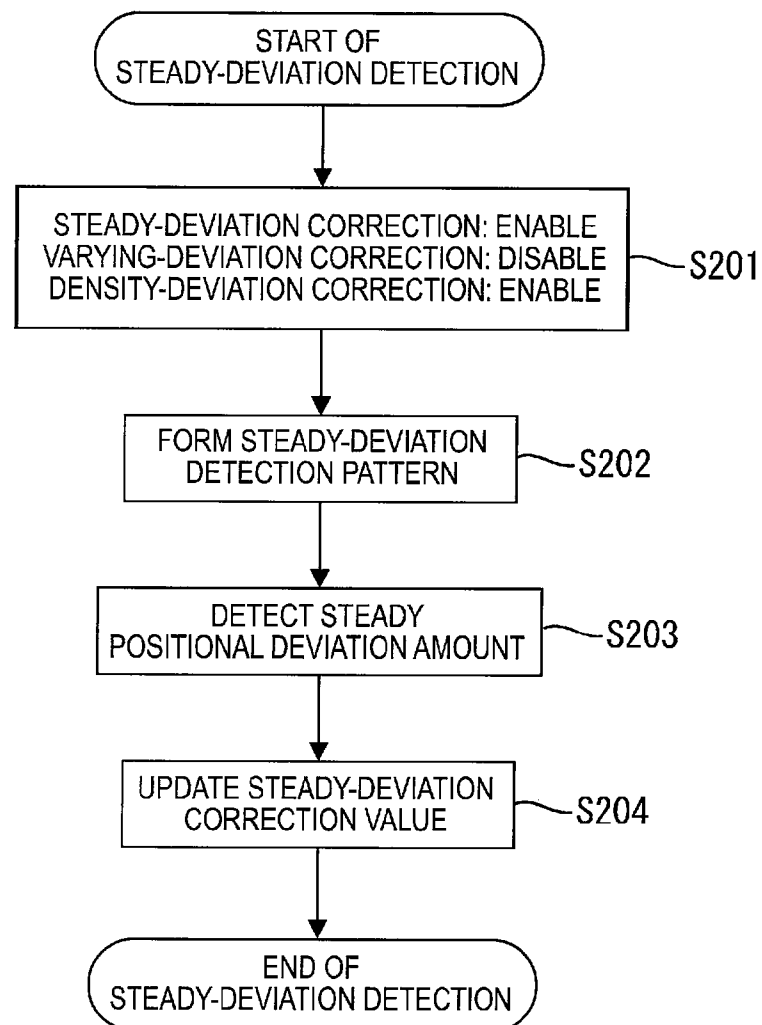 START OF
STEADY-DEVIATION DETECTION
STEADY-DEVIATION CORRECTION: ENABLE
VARYING-DEVIATION CORRECTION: DISABLE
DENSITY-DEVIATION CORRECTION: ENABLE
S201
FORM STEADY-DEVIATION
DETECTION PATTERN
S202
DETECT STEADY
POSITIONAL DEVIATION AMOUNT
S203
UPDATE STEADY-DEVIATION
CORRECTION VALUE
S204
END OF
STEADY-DEVIATION DETECTION